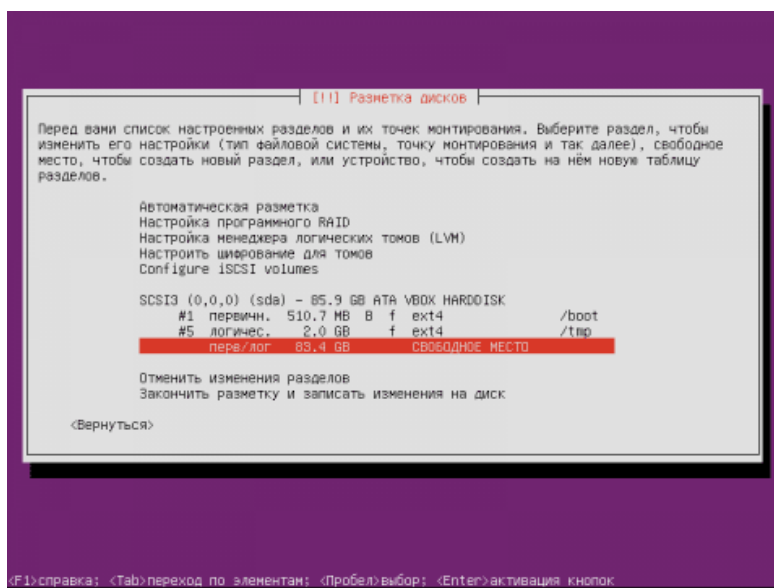 [!!] Разметка дисков
Перед вами список настроенных разделов и их точек монтирования. Выберите раздел, чтобы
изменить его настройки (тип файловой системы, точку монтирования и так далее), свободное
место, чтобы создать новый раздел, или устройство, чтобы создать на нём новую таблицу
разделов.
Автоматическая разметка
Настройка программного RAID
Настройка менеджера логических томов (LVM)
Настроить шифрование для томов
Configure iSCSI volumes
SCSI3 (0,0,0) (sda) – 85.9 GB ATA VBOX HARDDISK
#1 первичн. 510.7 MB B f ext4 /boot
#5 логичес. 2.0 GB f ext4 /tmp
перв/лог 83.4 GB СВОБОДНОЕ МЕСТО
Отменить изменения разделов
Закончить разметку и записать изменения на диск
<Вернуться>
<F1>справка; <Tab>переход по элементам; <Пробел>выбор; <Enter>активация кнопок